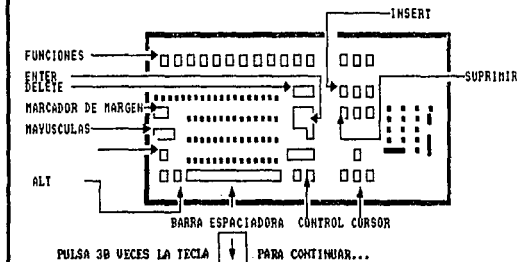 INSERT
FUNCIONES
ENTER
DELETE
SUPRIMIR
MARCADOR DE MARGEN
MAYUSCULAS
ALT
BARRA ESPACIADORA CONTROL CURSOR
PULSA 30 VECES LA TECLA ↓ PARA CONTINUAR...